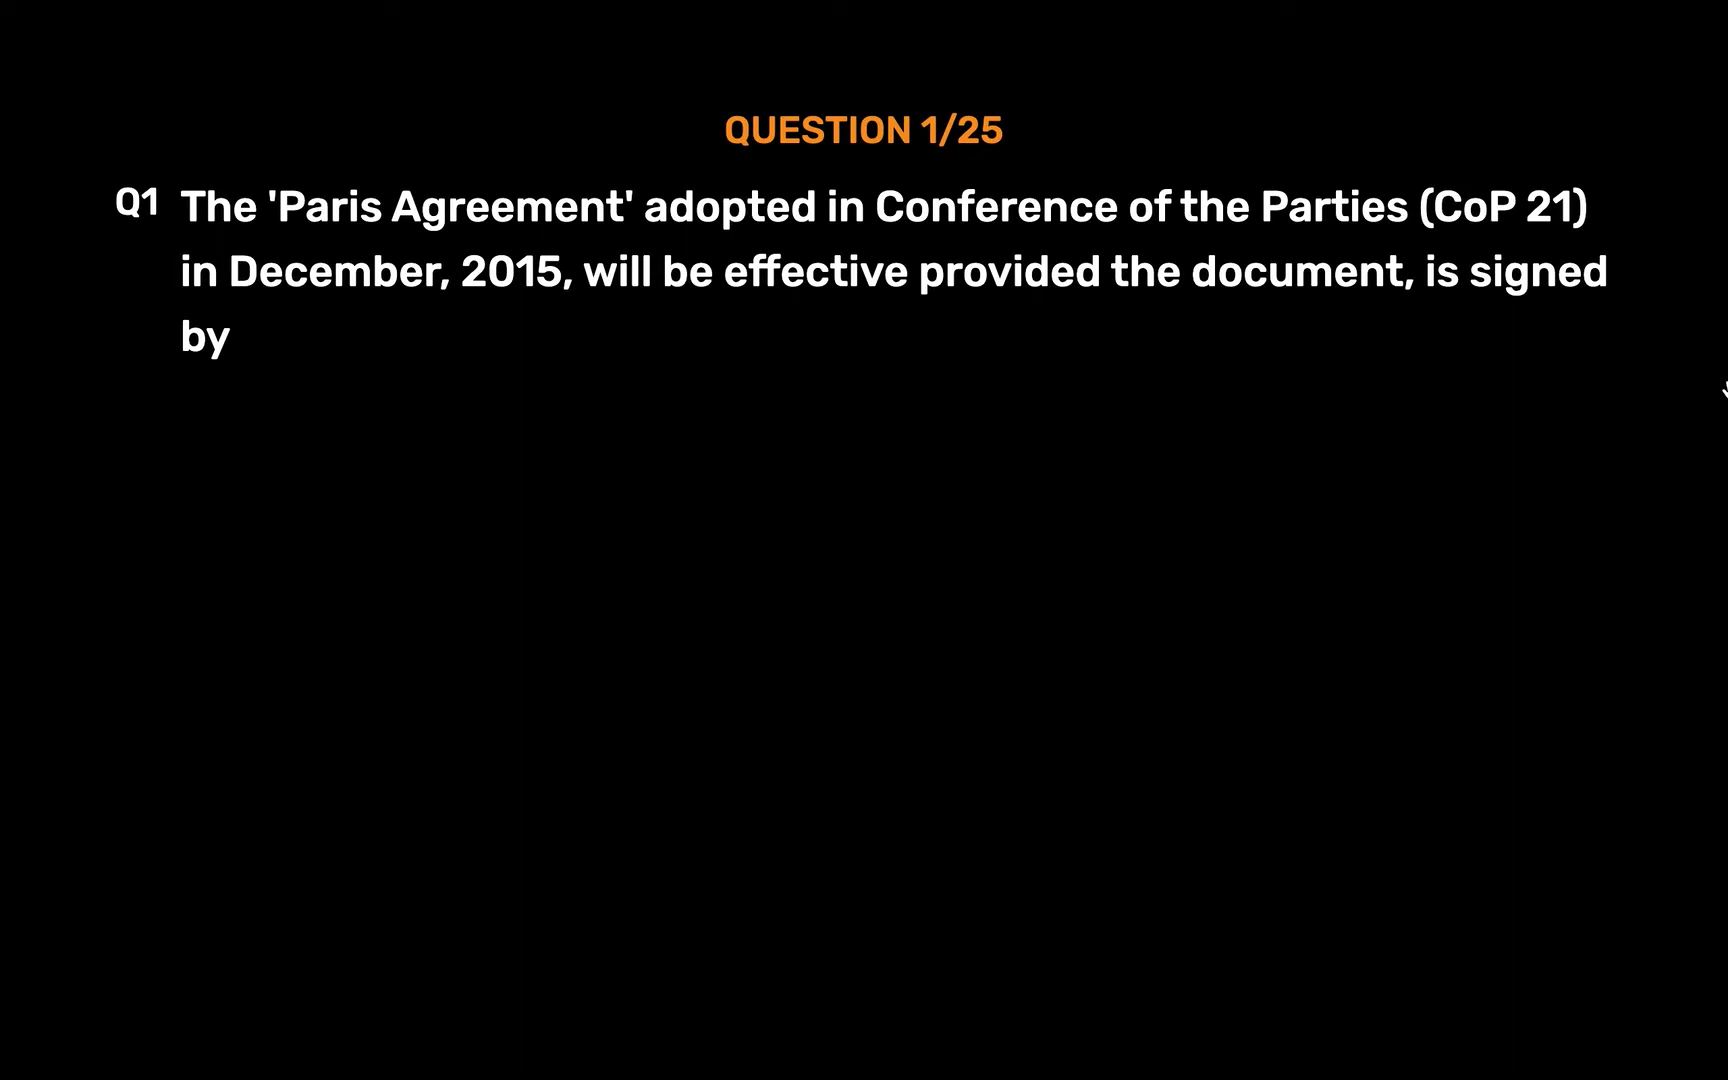 QUESTION 1/25
Q1 The 'Paris Agreement' adopted in Conference of the Parties (CoP 21)
in December, 2015, will be effective provided the document, is signed
by